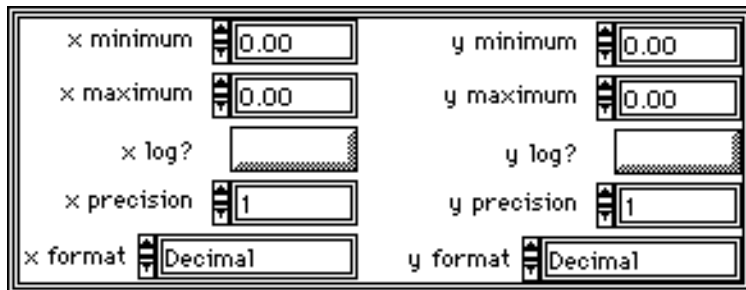 x minimum 0.00 y minimum 0.00
x maximum 0.00 y maximum 0.00
x log? y log?
x precision 1 y precision 1
x format Decimal y format Decimal